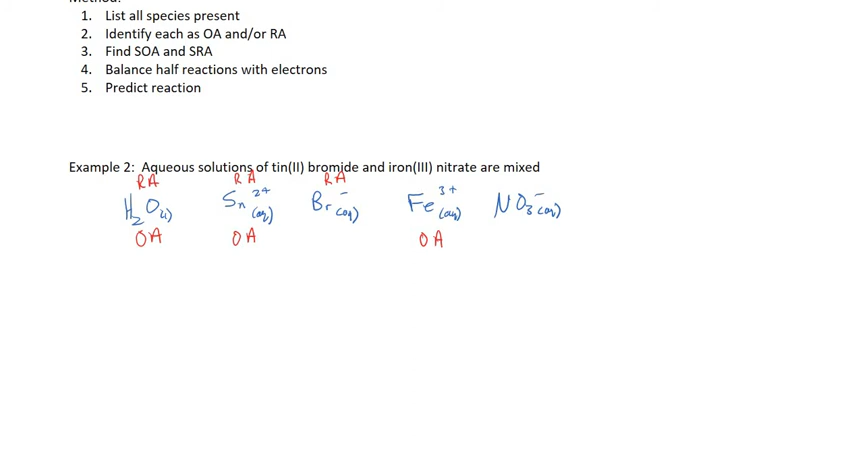 Method:
1. List all species present
2. Identify each as OA and/or RA
3. Find SOA and SRA
4. Balance half reactions with electrons
5. Predict reaction
Example 2: Aqueous solutions of tin(II) bromide and iron(III) nitrate are mixed
RA RA RA
H₂O(l) Sn²⁺(aq) Br⁻(aq) Fe³⁺(aq) NO₃⁻(aq)
OA OA OA